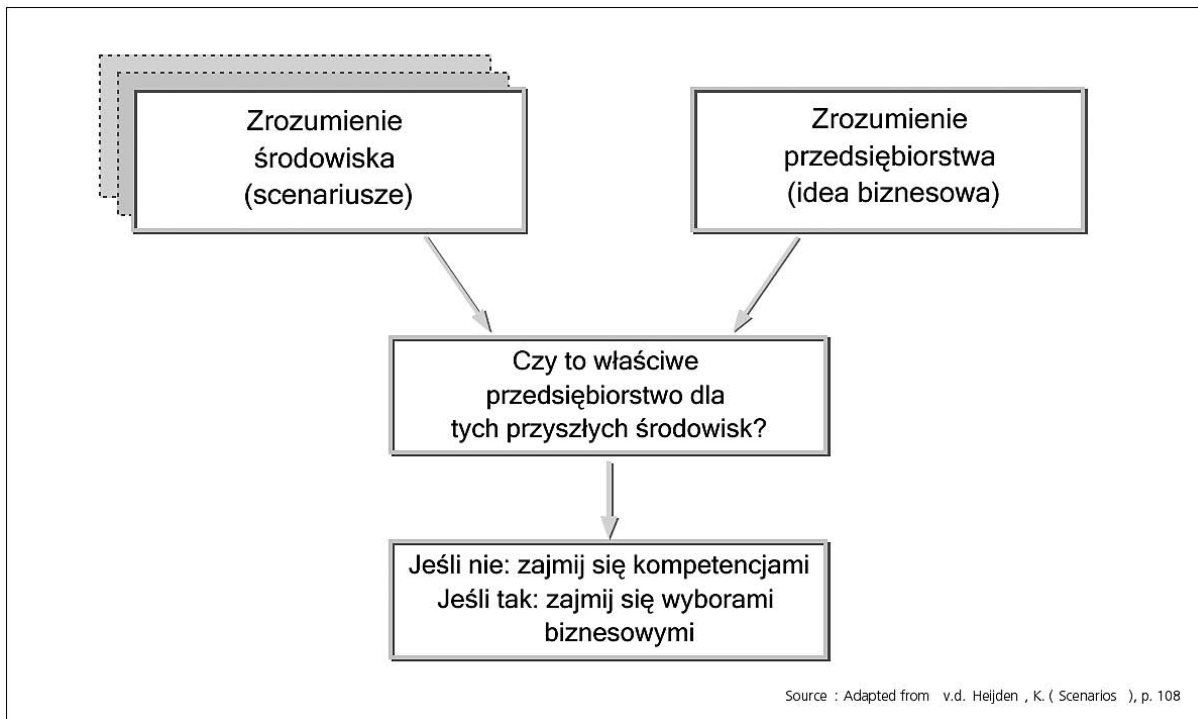 Zrozumienie
środowiska
(scenariusze)
Zrozumienie
przedsiębiorstwa
(idea biznesowa)
Czy to właściwe
przedsiębiorstwo dla
tych przyszłych środowisk?
Jeśli nie: zajmij się kompetencjami
Jeśli tak: zajmij się wyborami
biznesowymi
Source : Adapted from v.d. Heijden , K. ( Scenarios ), p. 108